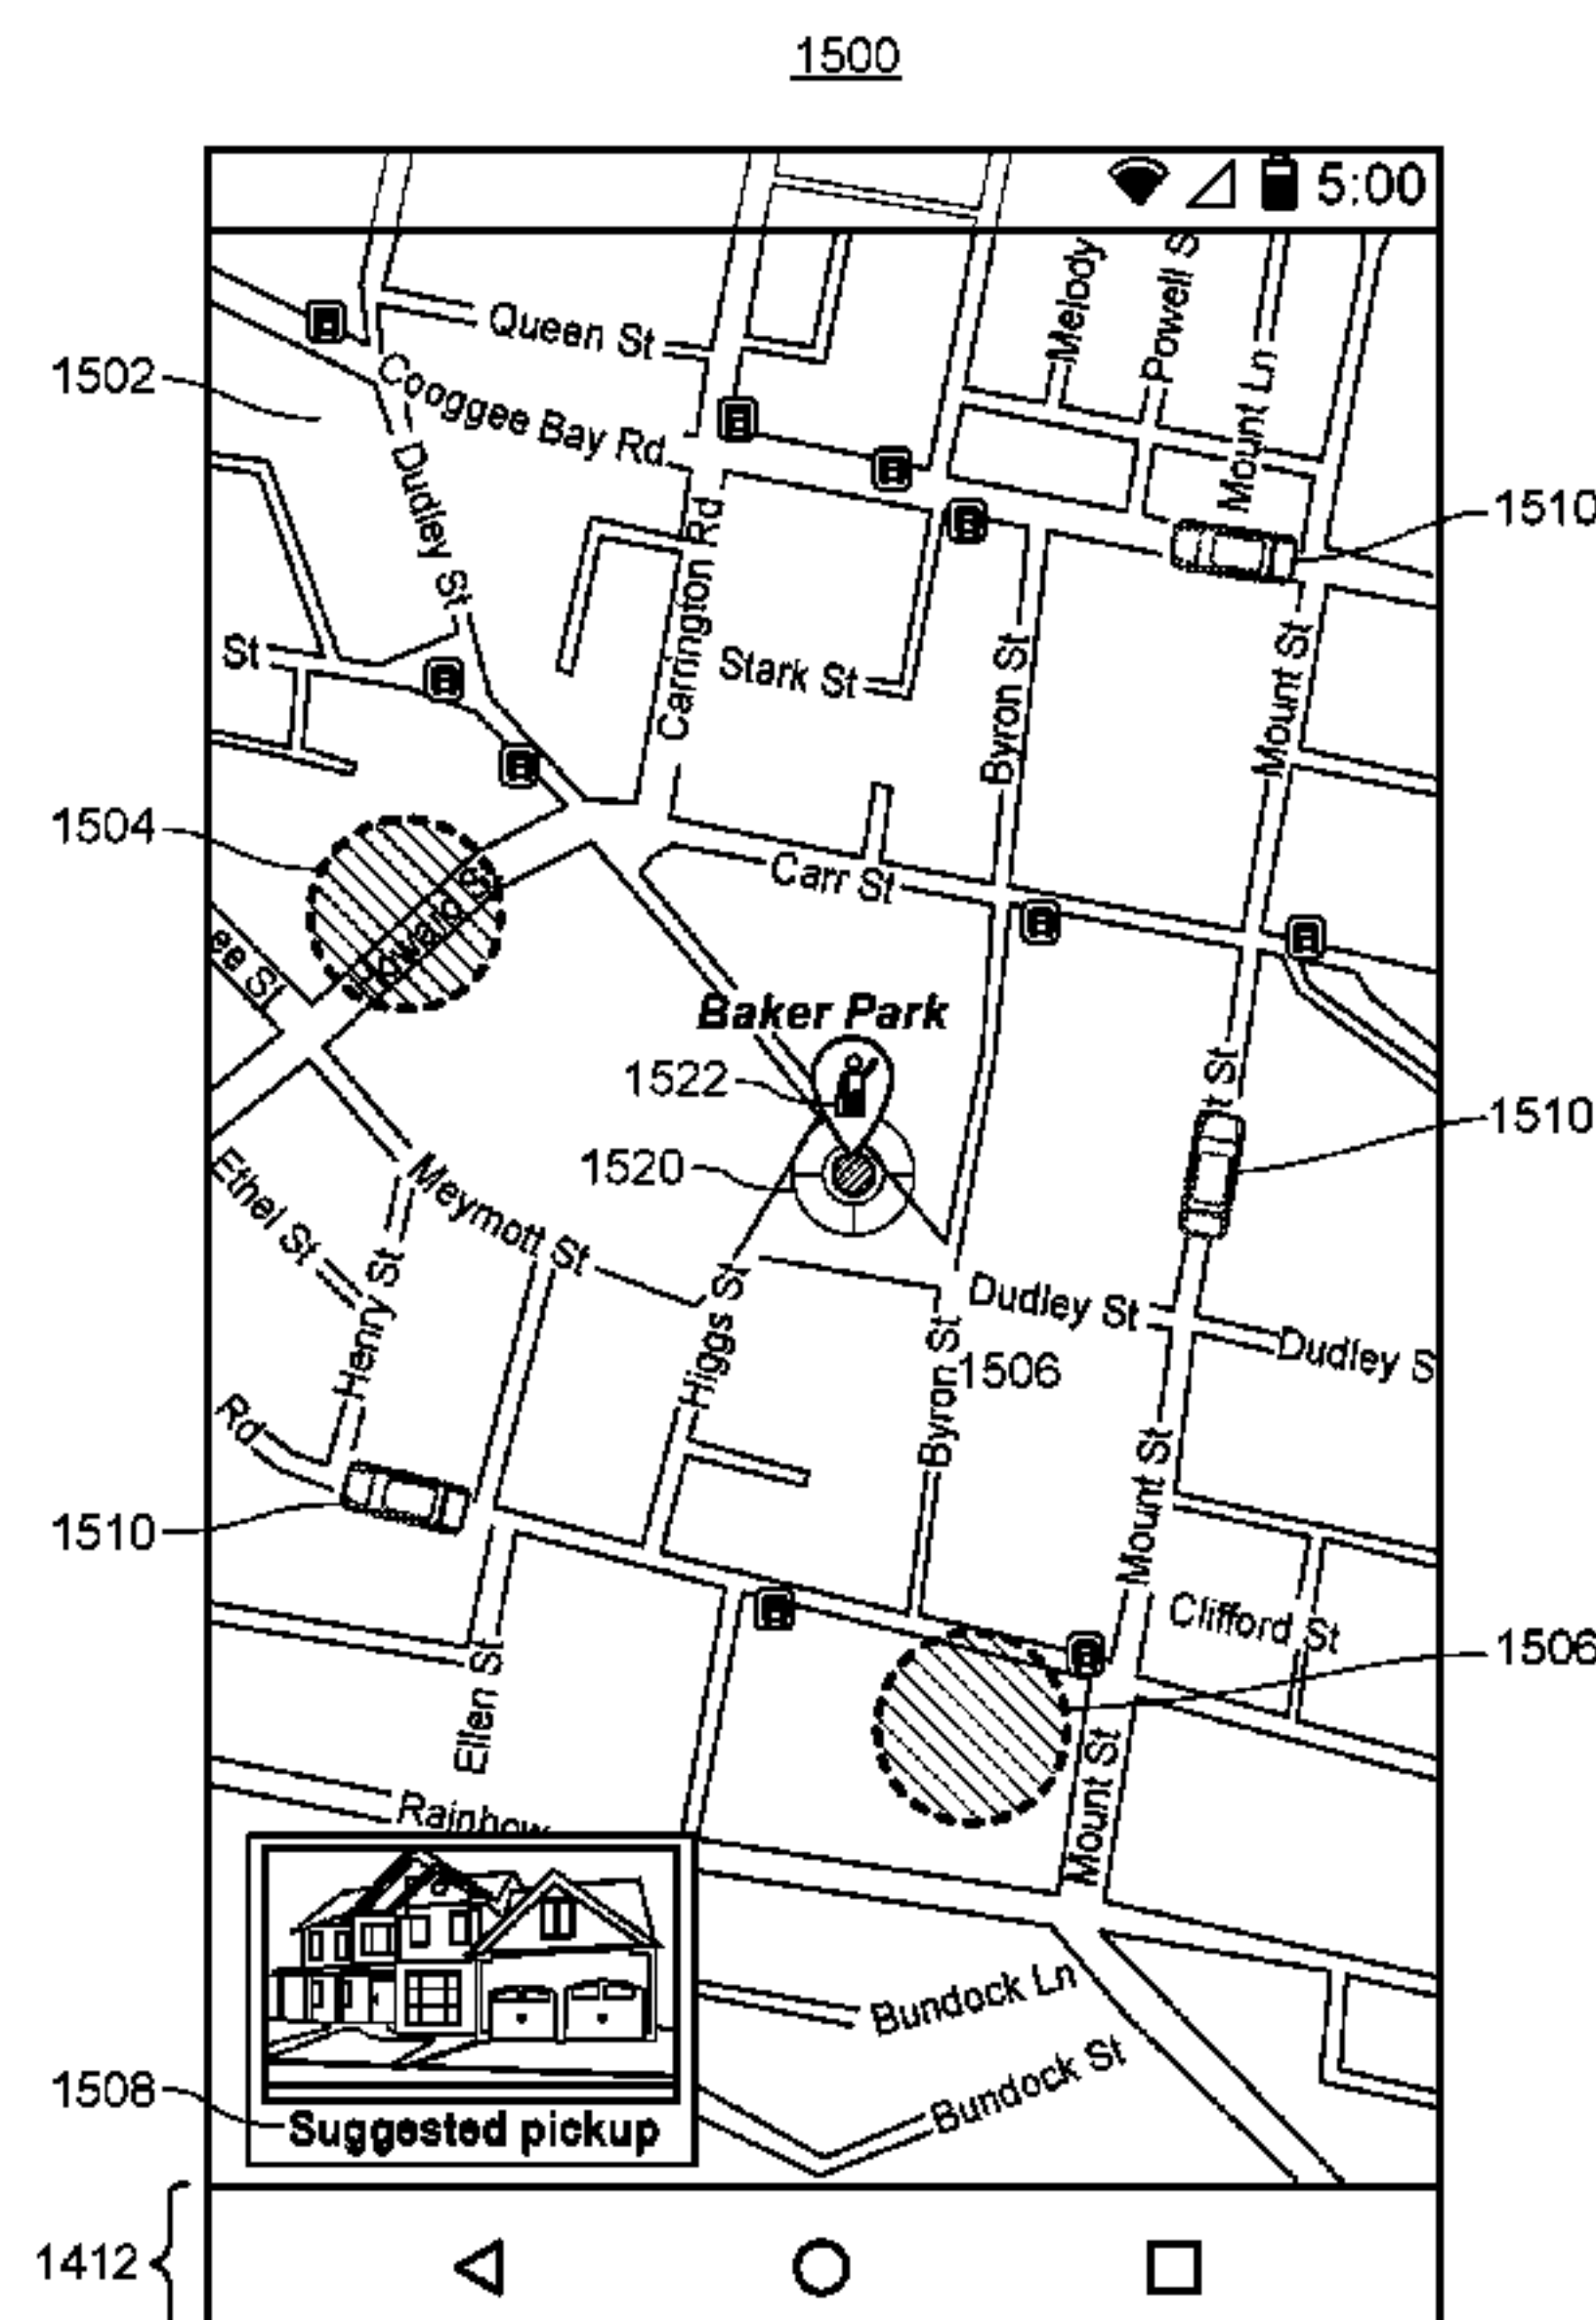 1500
5:00
Melody
Powell S
Queen St
1502
Cooggee Bay Rd
Mount Ln
Dudley St
1510
Carrington Rd
St
Stark St
Byron St
Mount St
1504
Carr St
ee St
Baker Park
1522
t St
1510
1520
Meymott St
Ethel St
Henry St
Higgs St
Dudley St
Dudley S
Byron St
1506
Rd
Mount St
1510
Clifford St
1506
Ellen St
Mount St
Rainbow
Bundock Ln
Bundock St
1508
Suggested pickup
1412